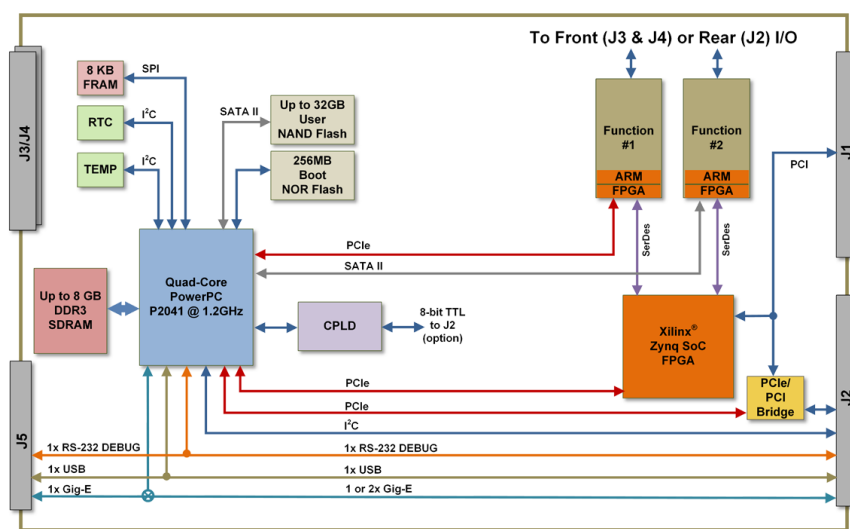 To Front (J3 & J4) or Rear (J2) I/O
J3/J4
8 KB
FRAM
SPI
RTC
I²C
TEMP
I²C
SATA II
Up to 32GB
User
NAND Flash
256MB
Boot
NOR Flash
Function
#1
ARM
FPGA
Function
#2
ARM
FPGA
J1
PCI
PCIe
SATA II
SerDes
SerDes
Quad-Core
PowerPC
P2041 @ 1.2GHz
Up to 8 GB
DDR3
SDRAM
CPLD
8-bit TTL
to J2
(option)
Xilinx®
Zynq SoC
FPGA
PCIe/
PCI
Bridge
J2
PCIe
PCIe
I²C
J5
1x RS-232 DEBUG
1x RS-232 DEBUG
1x USB
1x USB
1x Gig-E
1 or 2x Gig-E